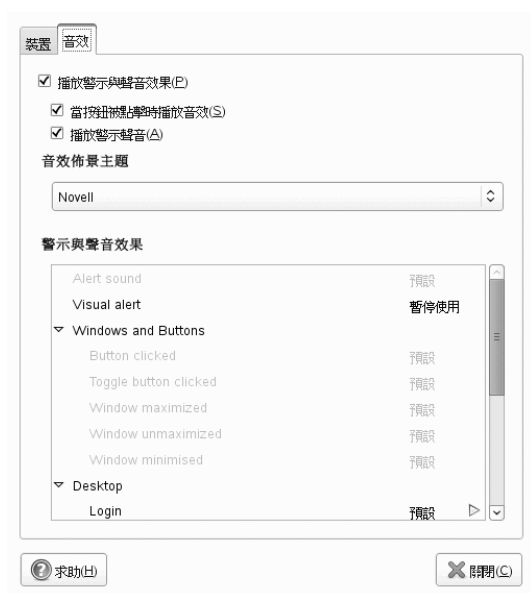 裝置 音效
播放警示與聲音效果(P)
當按鈕被點擊時播放音效(S)
播放警示聲音(A)
音效佈景主題
Novell
警示與聲音效果
Alert sound 預設
Visual alert 暫停使用
Windows and Buttons
Button clicked 預設
Toggle button clicked 預設
Window maximized 預設
Window unmaximized 預設
Window minimised 預設
Desktop
Login 預設
求助(H) 關閉(C)